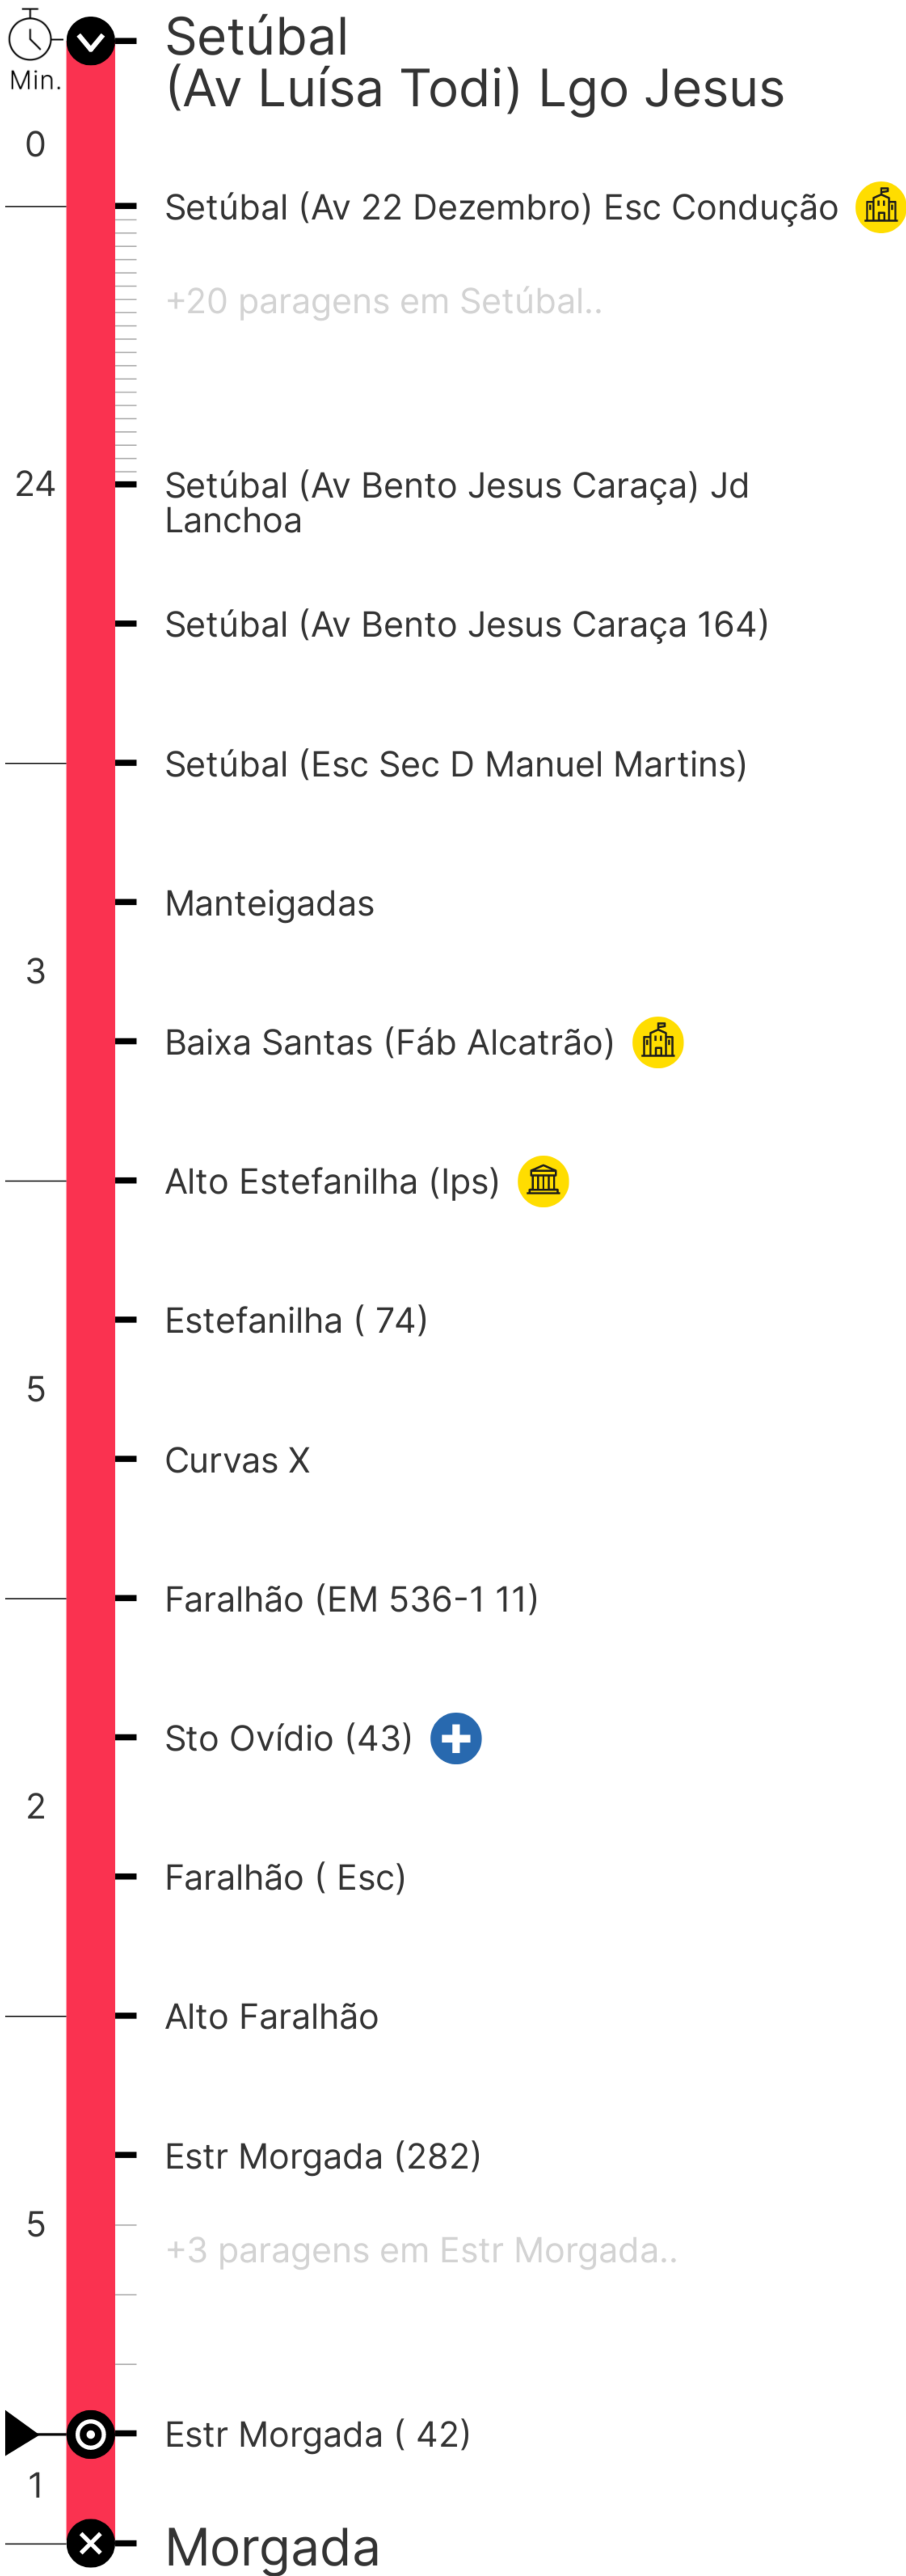 Min.
Setúbal
(Av Luísa Todi) Lgo Jesus
0
Setúbal (Av 22 Dezembro) Esc Condução
+20 paragens em Setúbal..
24
Setúbal (Av Bento Jesus Caraça) Jd
Lanchoa
Setúbal (Av Bento Jesus Caraça 164)
Setúbal (Esc Sec D Manuel Martins)
Manteigadas
3
Baixa Santas (Fáb Alcatrão)
Alto Estefanilha (Ips)
Estefanilha ( 74)
5
Curvas X
Faralhão (EM 536-1 11)
Sto Ovídio (43)
2
Faralhão ( Esc)
Alto Faralhão
Estr Morgada (282)
5
+3 paragens em Estr Morgada..
Estr Morgada ( 42)
1
Morgada